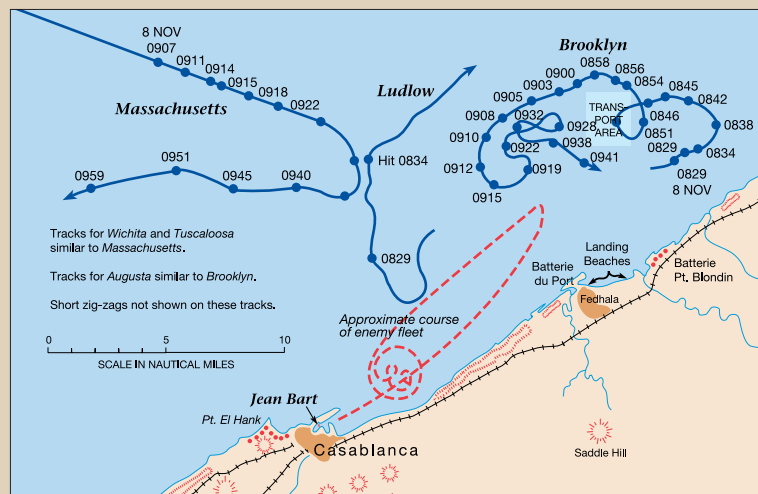 8 NOV
0907
0911
0914
0915
0918
0922
Massachusetts
Ludlow
Hit 0834
0829
0959
0951
0945
0940
Brooklyn
0858
0856
0900
0854
0903
0845
0905
0842
0908
0932
TRANS-
PORT
AREA
0928
0846
0838
0910
0851
0922
0938
0829
0834
0912
0919
0941
0829
8 NOV
0915
Tracks for Wichita and Tuscaloosa
similar to Massachusetts.
Tracks for Augusta similar to Brooklyn.
Short zig-zags not shown on these tracks.
0
5
10
SCALE IN NAUTICAL MILES
Approximate course
of enemy fleet
Landing
Beaches
Batterie
du Port
Batterie
Pt. Blondin
Fedhala
Jean Bart
Pt. El Hank
Casablanca
Saddle Hill